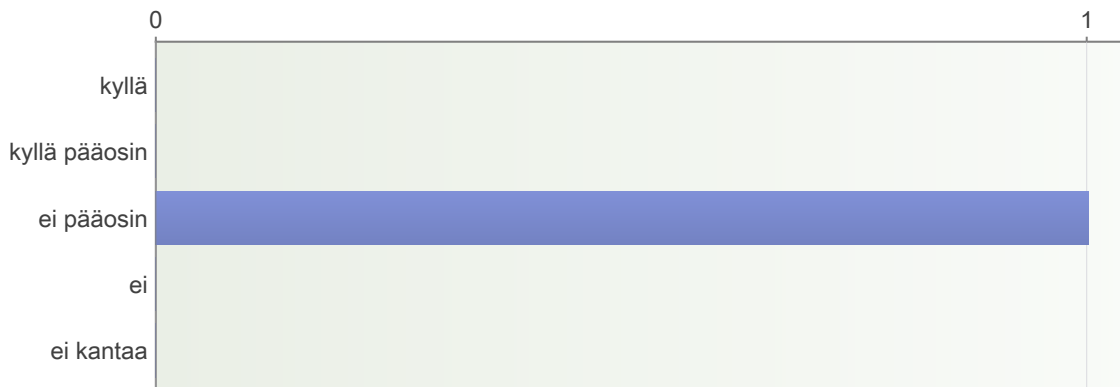 0 1
kyllä
kyllä pääosin
ei pääosin
ei
ei kantaa